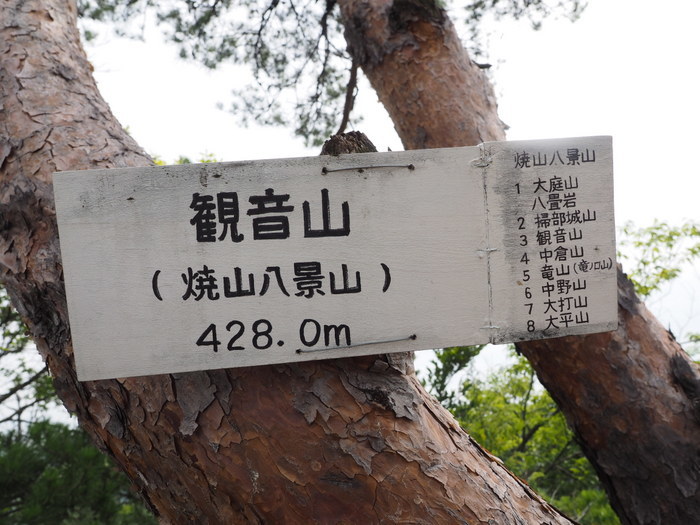 観音山
(焼山八景山)
428.0m
焼山八景山
1 大庭山
八畳岩
2 掃部城山
3 観音山
4 中倉山
5 竜山(竜ノ口山)
6 中野山
7 大打山
8 大平山